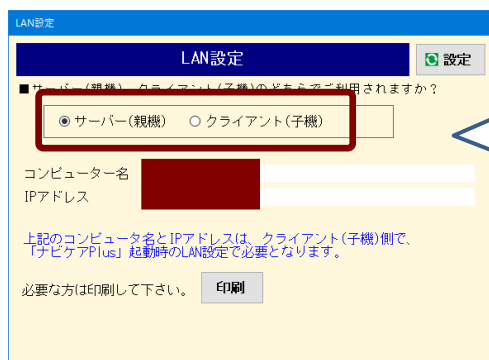 LAN設定
LAN設定
設定
■サーバー(親機)、クライアント(子機)のどちらでご利用されますか？
サーバー(親機) クライアント(子機)
コンピューター名
IPアドレス
上記のコンピュータ名とIPアドレスは、クライアント(子機)側で、
「ナビケアPlus」起動時のLAN設定で必要となります。
必要な方は印刷して下さい。 印刷